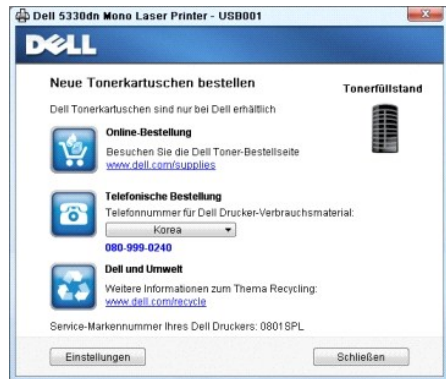 Dell 5330dn Mono Laser Printer - USB001
DELL
Neue Tonerkartuschen bestellen
Tonerfüllstand
Dell Tonerkartuschen sind nur bei Dell erhältlich
Online-Bestellung
Besuchen Sie die Dell Toner-Bestellseite
www.dell.com/supplies
Telefonische Bestellung
Telefonnummer für Dell Drucker-Verbrauchsmaterial:
Korea
080-999-0240
Dell und Umwelt
Weitere Informationen zum Thema Recycling:
www.dell.com/recycle
Service-Markennummer Ihres Dell Druckers: 0801SPL
Einstellungen
Schließen